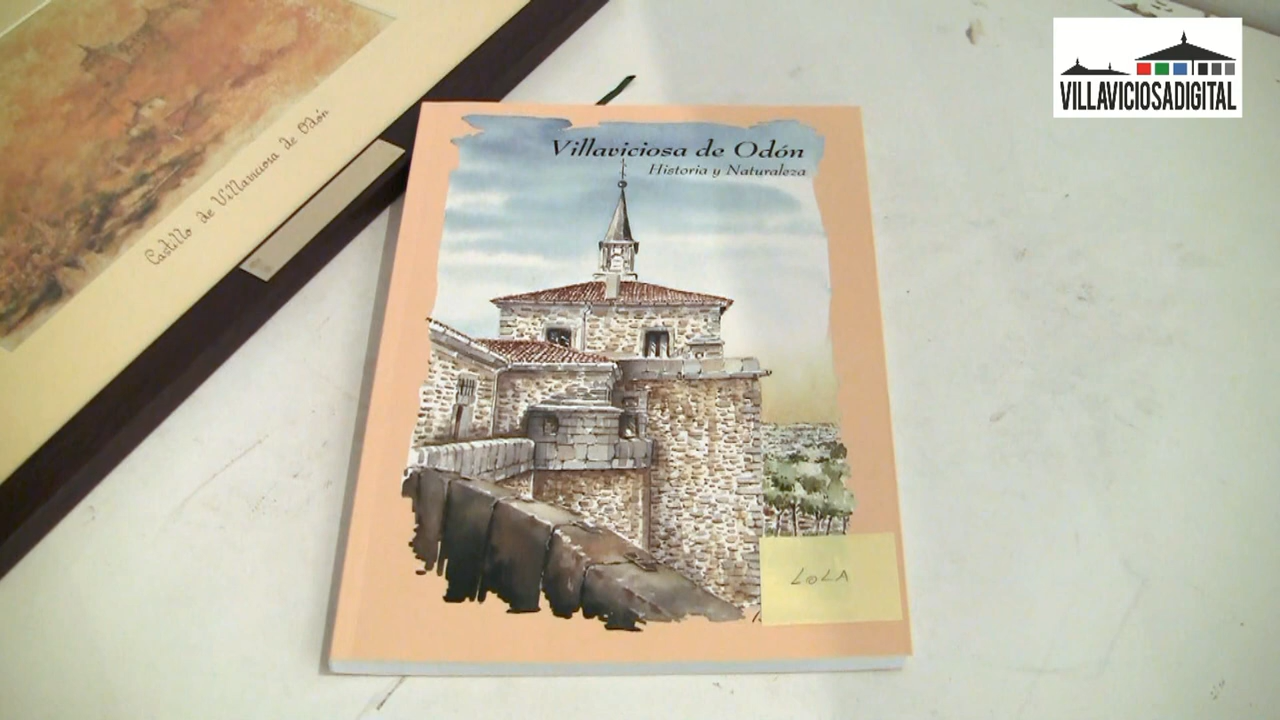 VILLAVICIOSADIGITAL
Castillo de Villaviciosa de Odón
Villaviciosa de Odón
Historia y Naturaleza
LOLA